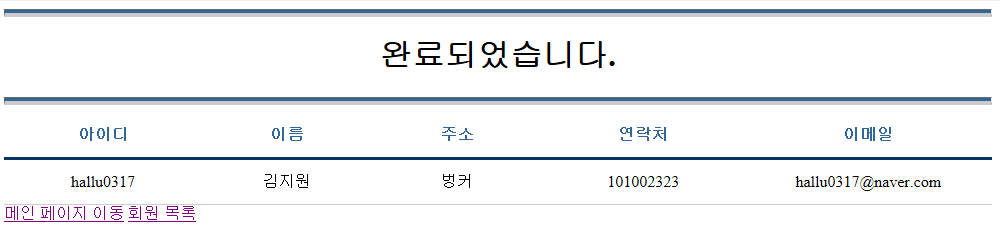 완료되었습니다.
아이디 이름 주소 연락처 이메일
hallu0317 김지원 벙커 101002323 hallu0317@naver.com
메인 페이지 이동 회원 목록